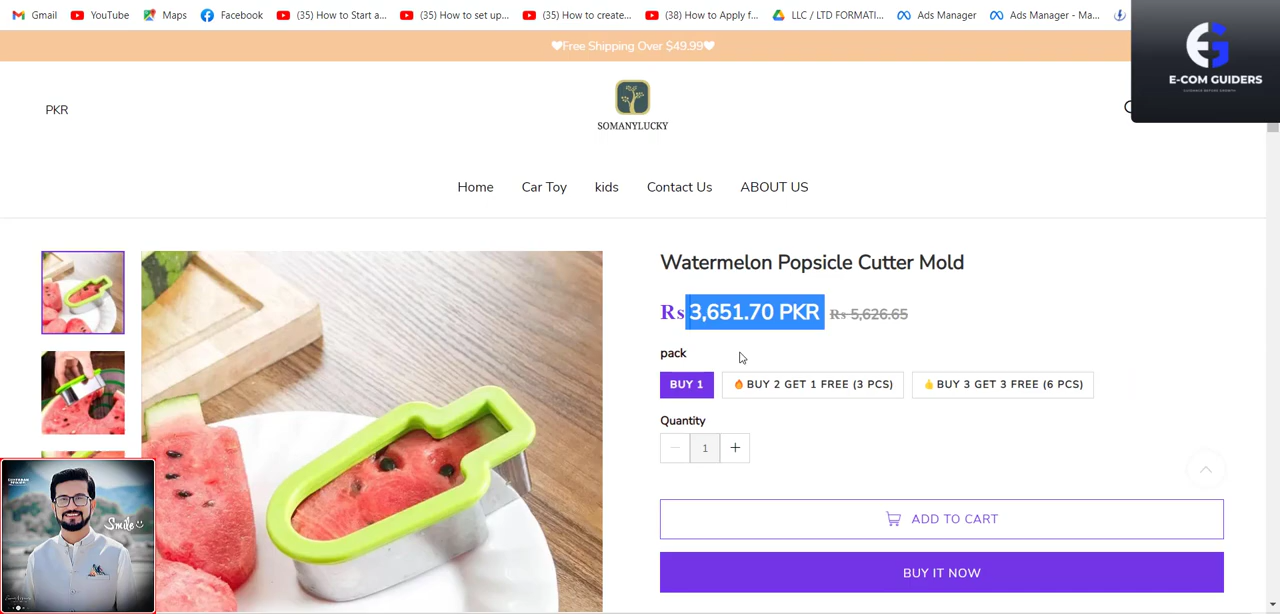 Gmail YouTube Maps Facebook (35) How to Start a... (35) How to set up... (35) How to create... (38) How to Apply f... LLC / LTD FORMATI... Ads Manager Ads Manager - Ma...
♥Free Shipping Over $49.99♥
E-COM GUIDERS
PKR
SOMANYLUCKY
Home Car Toy kids Contact Us ABOUT US
Watermelon Popsicle Cutter Mold
Rs 3,651.70 PKR Rs 5,626.65
pack
BUY 1 🔥BUY 2 GET 1 FREE (3 PCS) 👍BUY 3 GET 3 FREE (6 PCS)
Quantity
— 1 +
ADD TO CART
BUY IT NOW
Smile